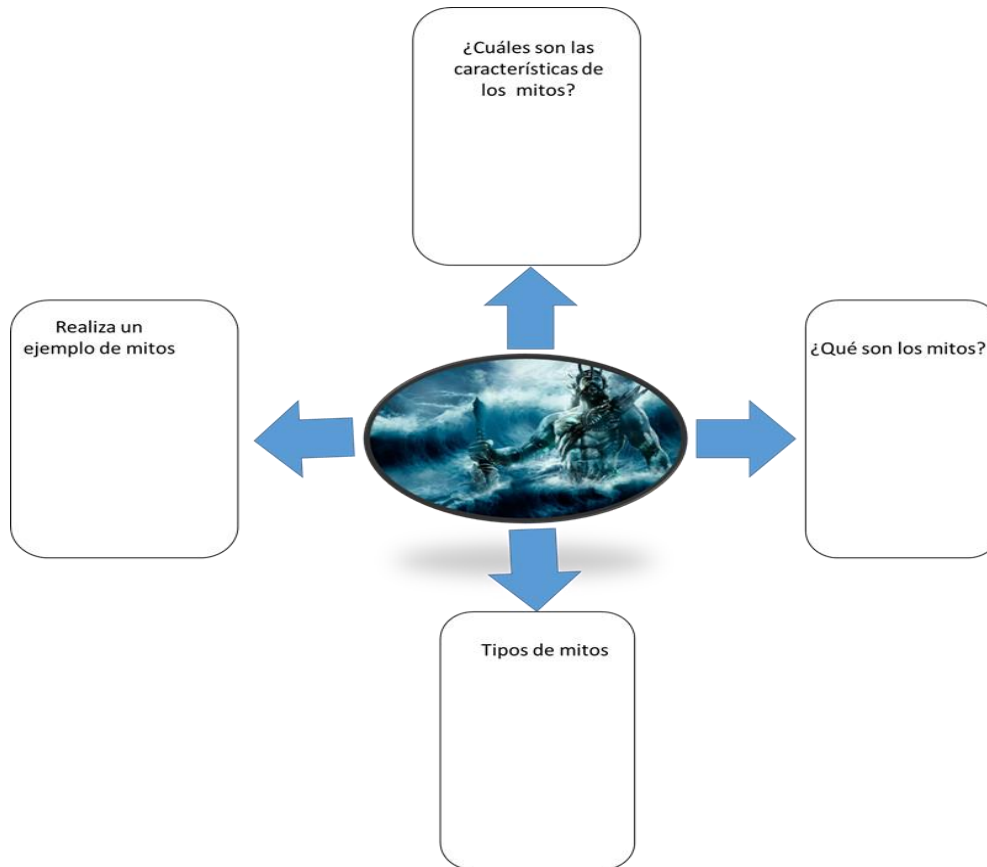 ¿Cuáles son las
características de
los mitos?
Realiza un
ejemplo de mitos
¿Qué son los mitos?
Tipos de mitos